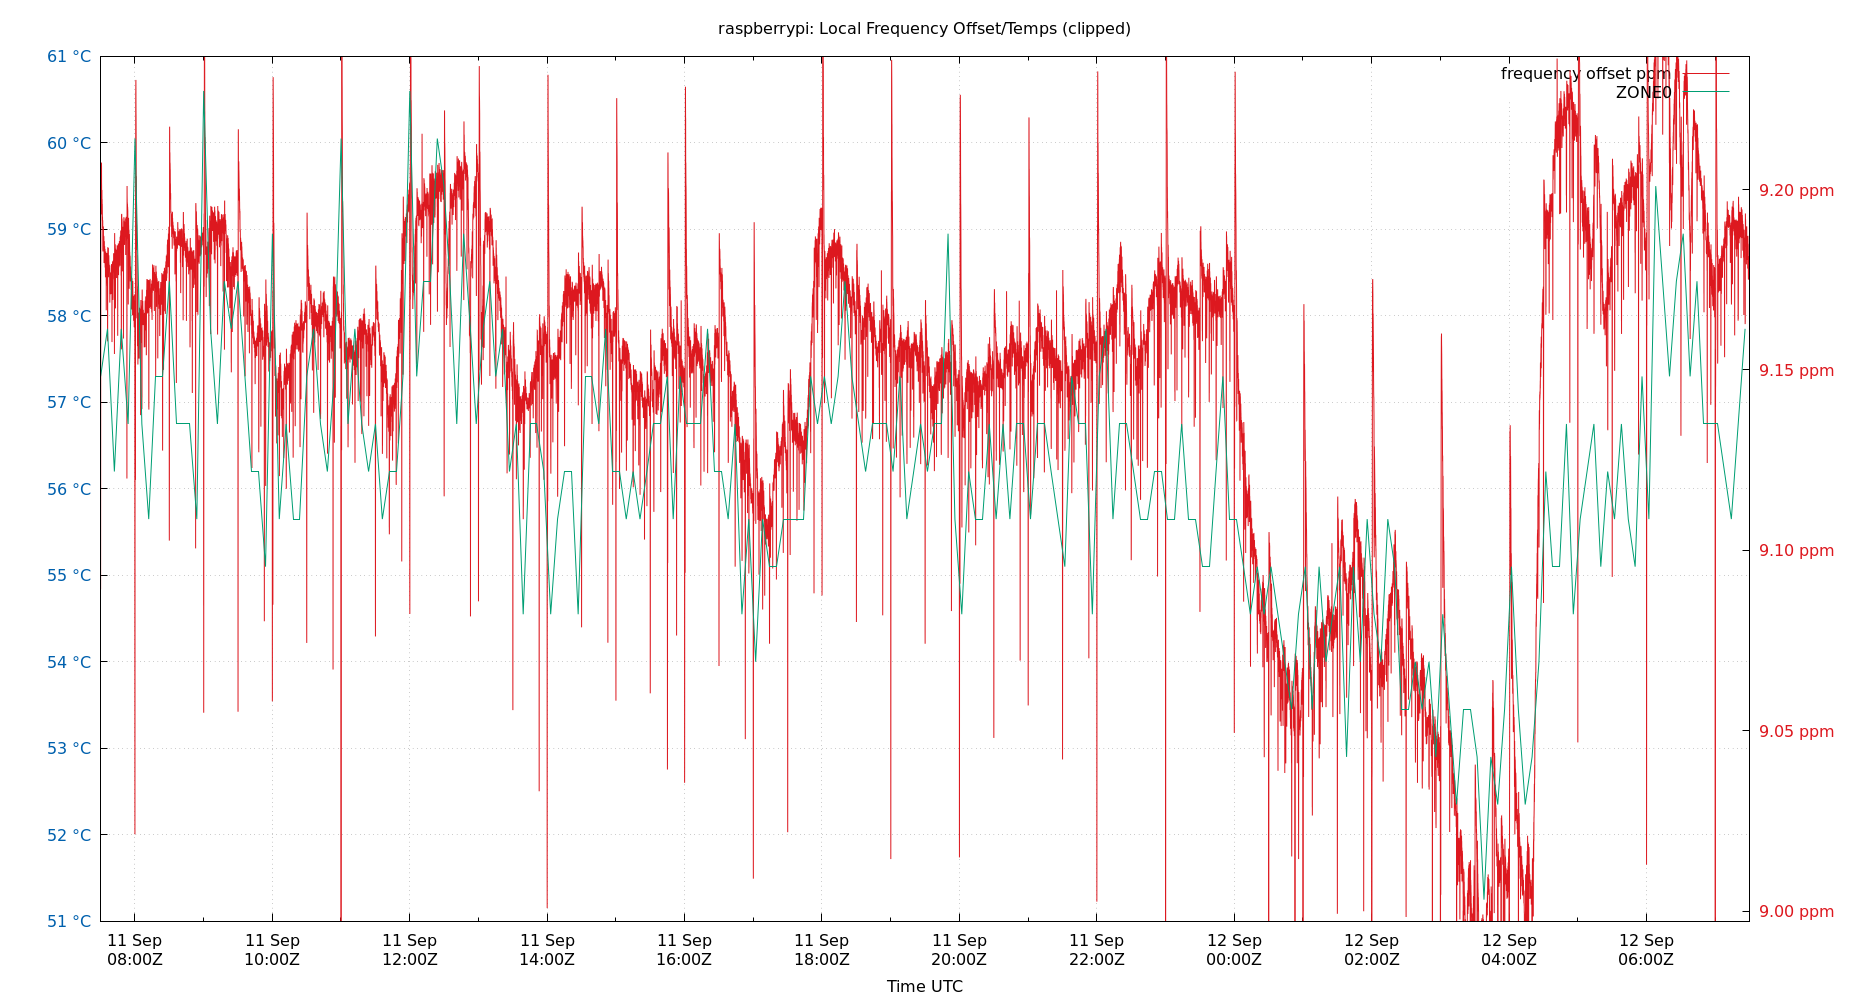 raspberrypi: Local Frequency Offset/Temps (clipped)
frequency offset ppm
ZONE0
61 °C
60 °C
59 °C
58 °C
57 °C
56 °C
55 °C
54 °C
53 °C
52 °C
51 °C
9.20 ppm
9.15 ppm
9.10 ppm
9.05 ppm
9.00 ppm
11 Sep
08:00Z
11 Sep
10:00Z
11 Sep
12:00Z
11 Sep
14:00Z
11 Sep
16:00Z
11 Sep
18:00Z
11 Sep
20:00Z
11 Sep
22:00Z
12 Sep
00:00Z
12 Sep
02:00Z
12 Sep
04:00Z
12 Sep
06:00Z
Time UTC